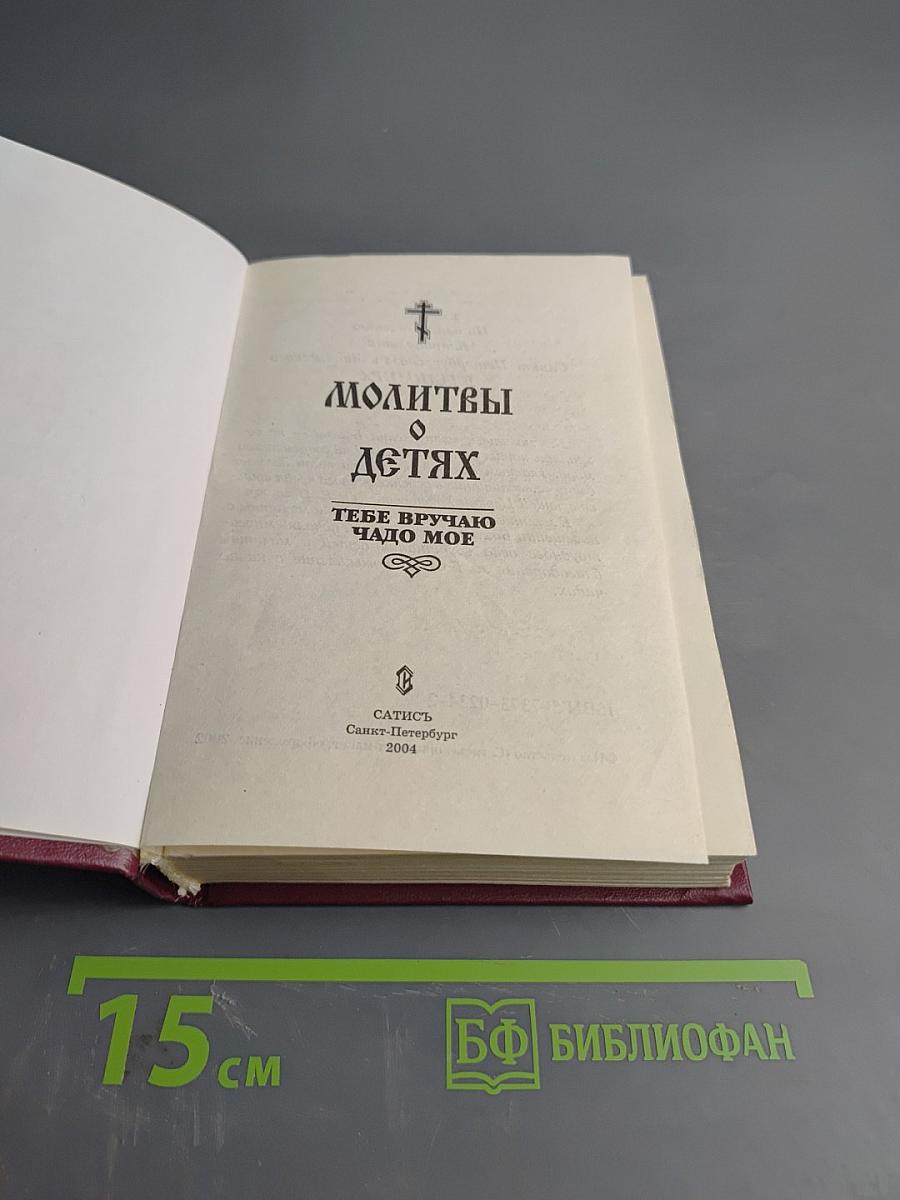 МОЛИТВЫ
О
ДЕТЯХ
ТЕБЕ ВРУЧАЮ
ЧАДО МОЕ
САТИСЪ
Санкт-Петербург
2004
15 см
БФ БИБЛИОФАН